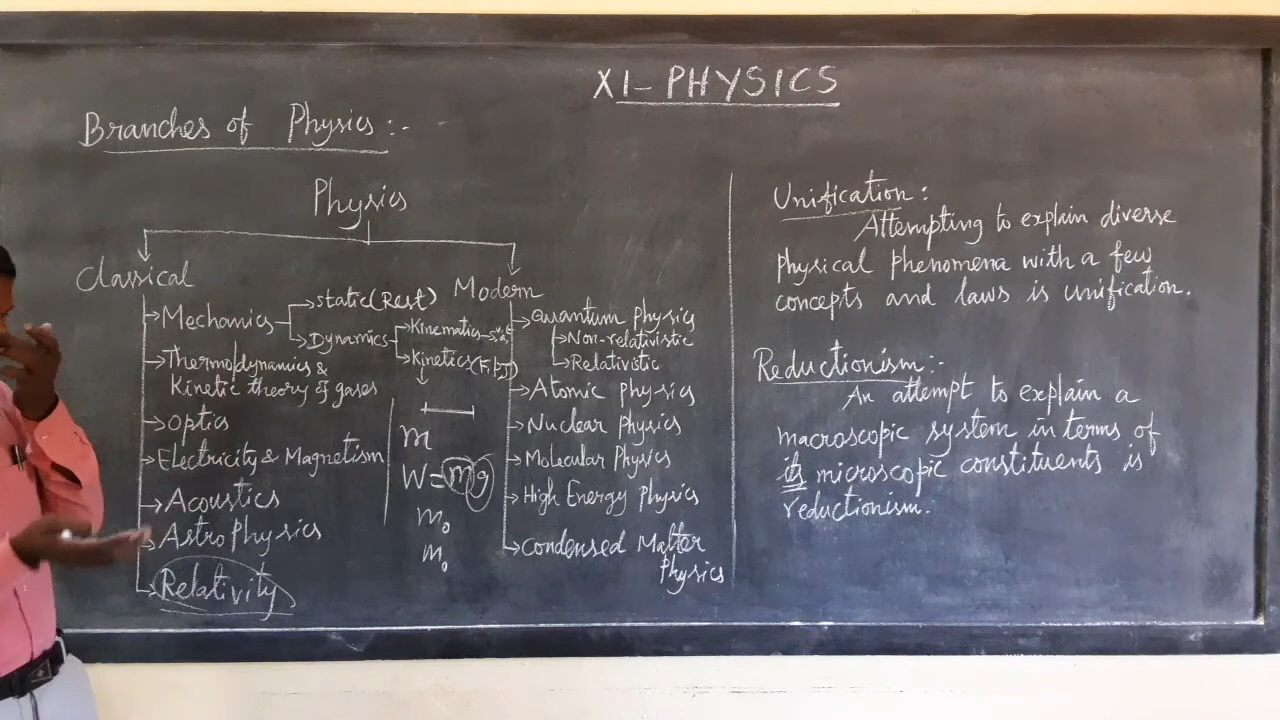 XI-PHYSICS
Branches of Physics:-
Physics
Classical
Mechanics
static(Rest)
Dynamics
Kinematics-s,v,a,t
Kinetics(F,p,J)
Thermodynamics &
Kinetic theory of gases
Optics
Electricity & Magnetism
Acoustics
Astrophysics
Relativity
m
W=mg
m₀
m₀
Modern
Quantum physics
Non-relativistic
Relativistic
Atomic physics
Nuclear Physics
Molecular Physics
High Energy Physics
Condensed Matter
Physics
Unification:
Attempting to explain diverse
physical phenomena with a few
concepts and laws is unification.
Reductionism:-
An attempt to explain a
macroscopic system in terms of
its microscopic constituents is
reductionism.